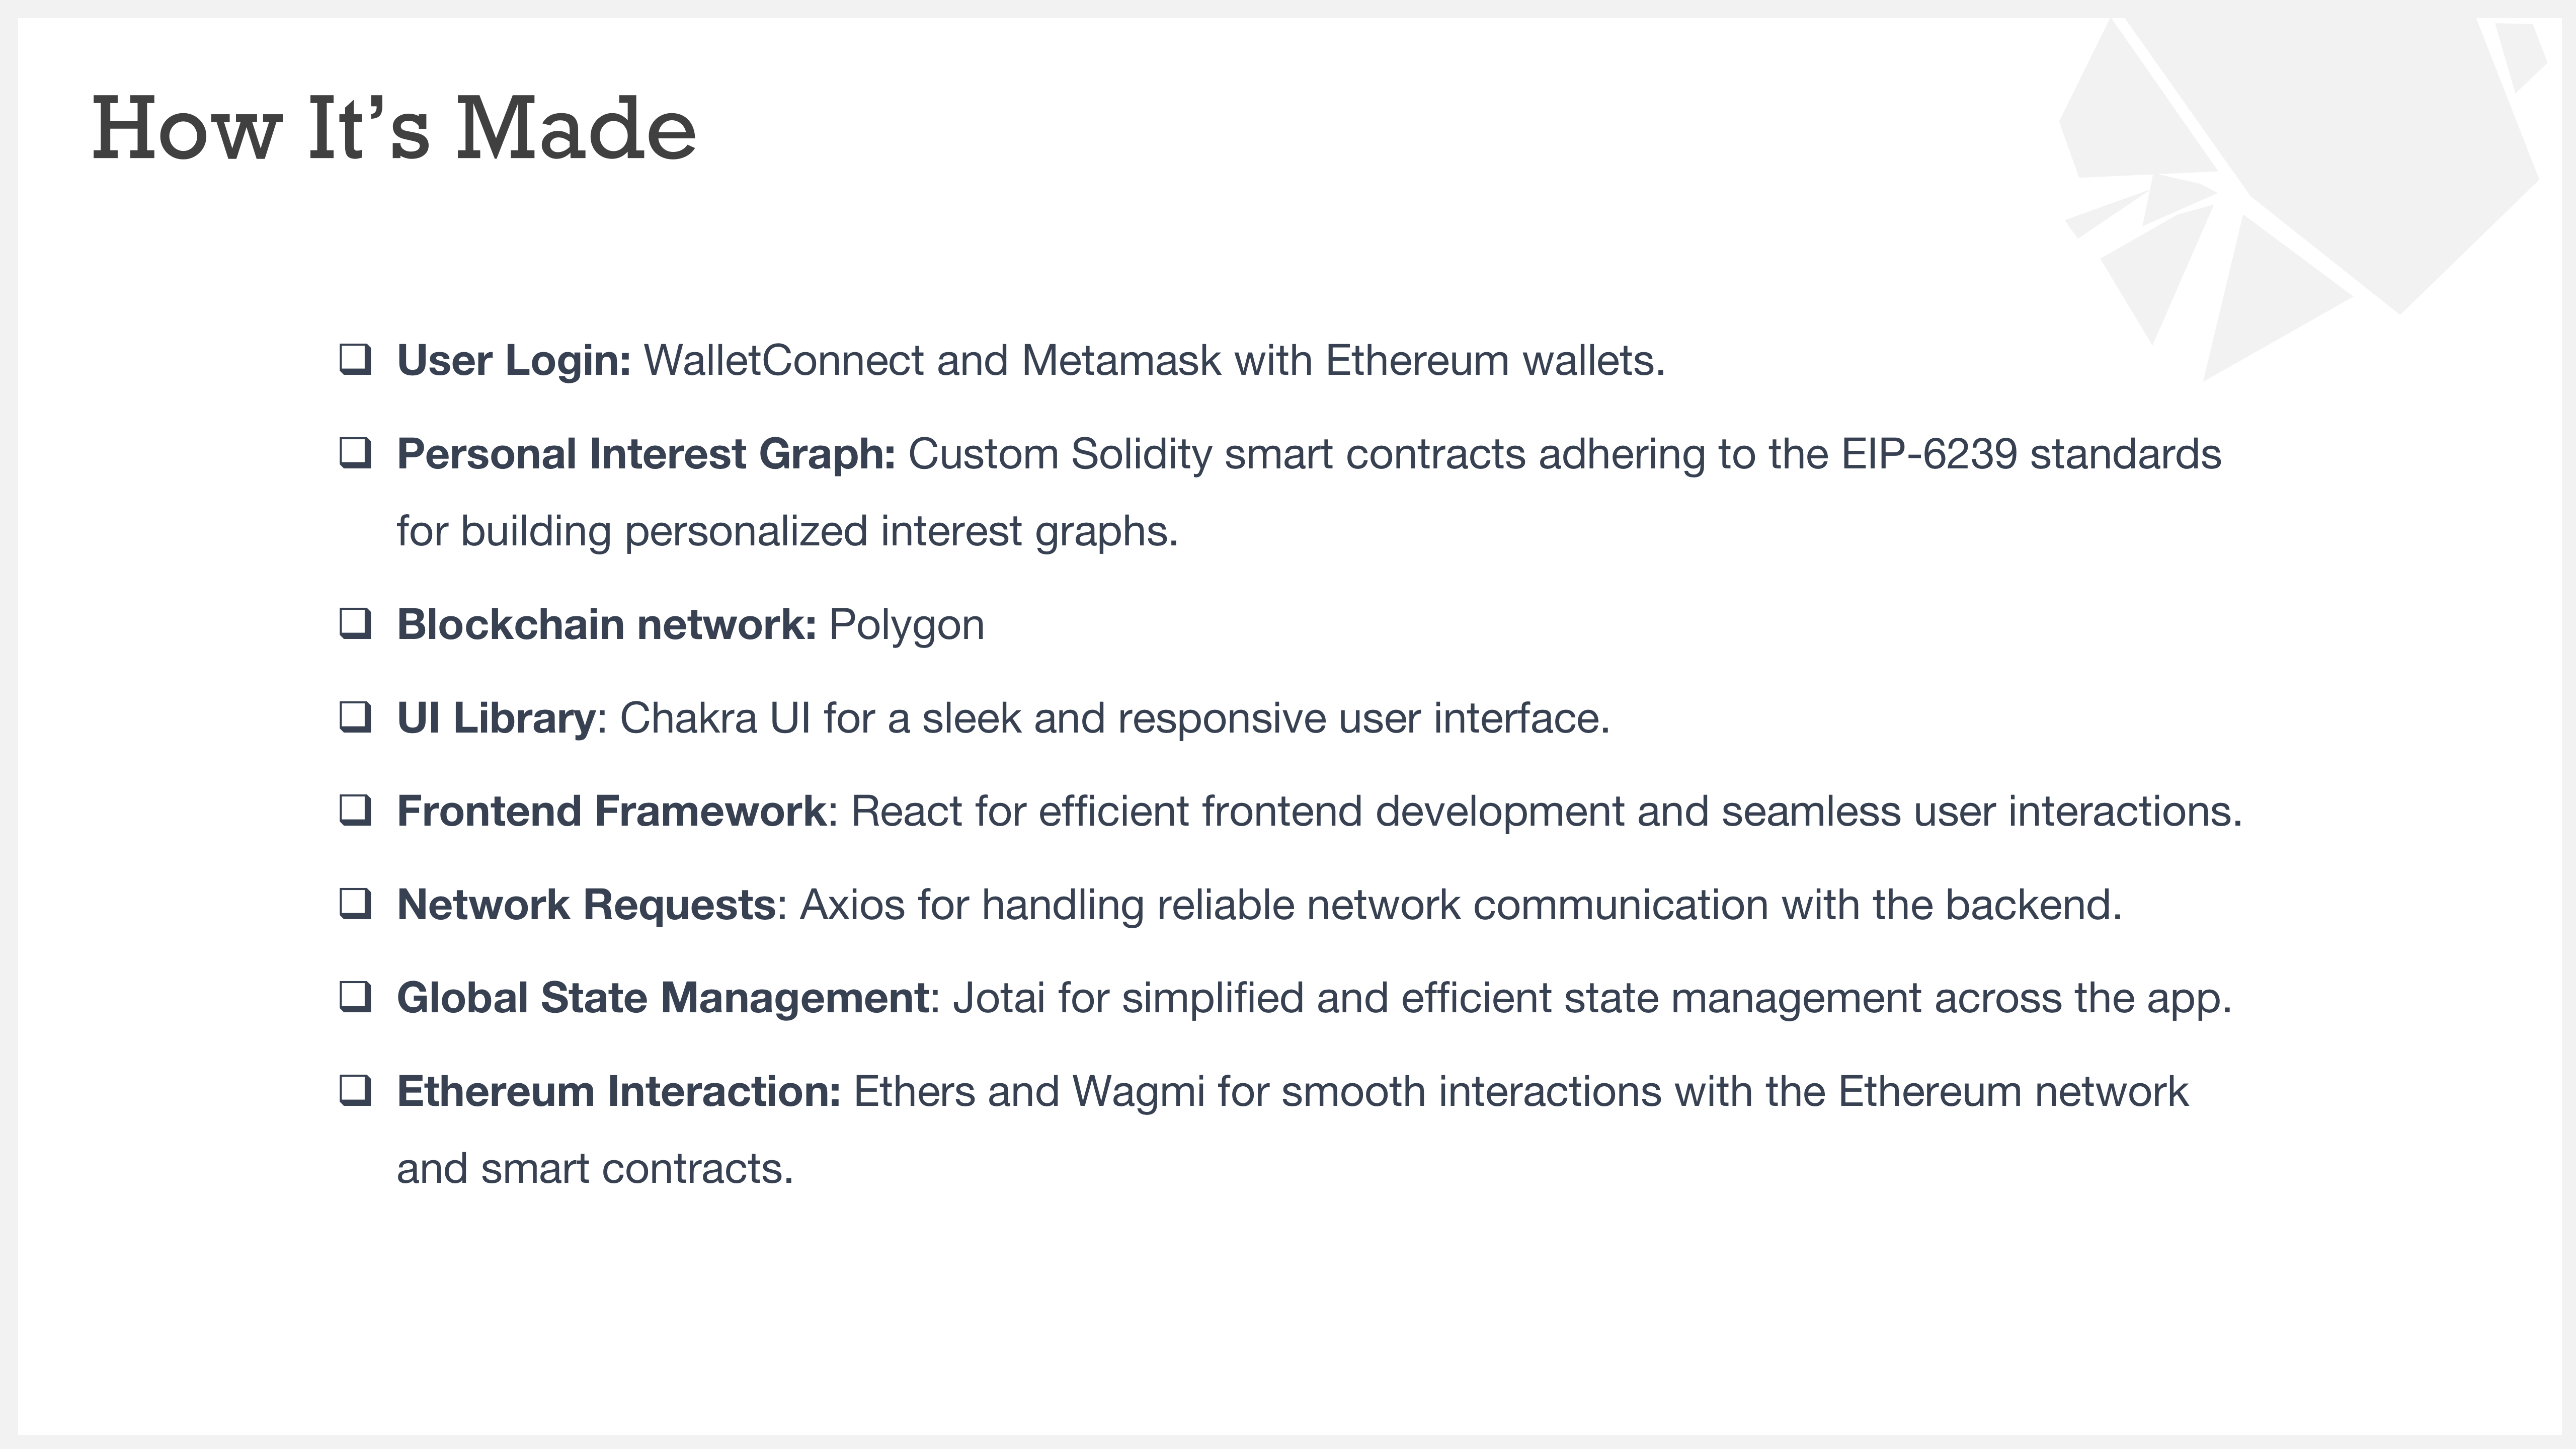 How It’s Made
❑ User Login: WalletConnect and Metamask with Ethereum wallets.
❑ Personal Interest Graph: Custom Solidity smart contracts adhering to the EIP-6239 standards
for building personalized interest graphs.
❑ Blockchain network: Polygon
❑ UI Library: Chakra UI for a sleek and responsive user interface.
❑ Frontend Framework: React for efficient frontend development and seamless user interactions.
❑ Network Requests: Axios for handling reliable network communication with the backend.
❑ Global State Management: Jotai for simplified and efficient state management across the app.
❑ Ethereum Interaction: Ethers and Wagmi for smooth interactions with the Ethereum network
and smart contracts.